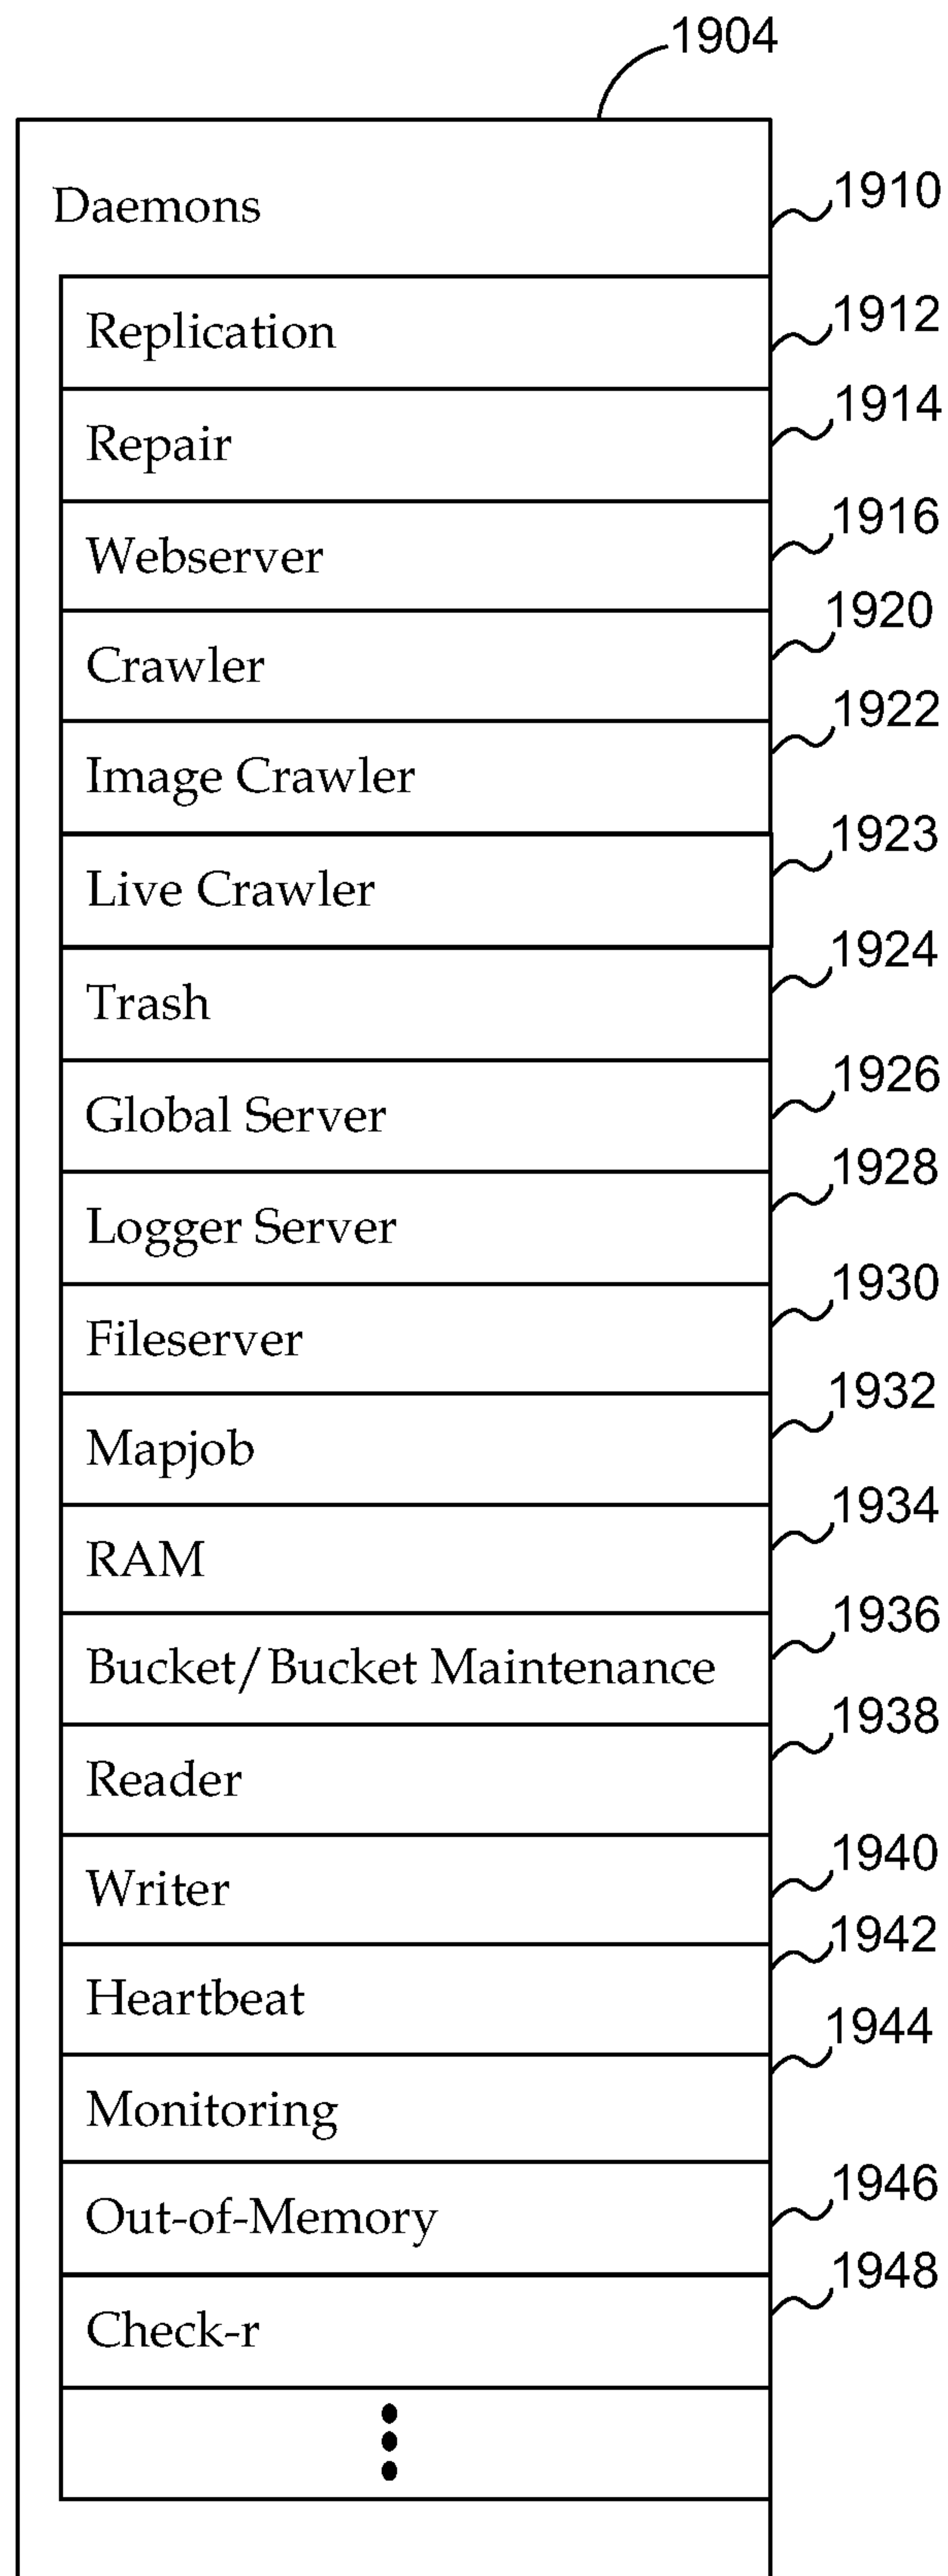 1904
Daemons 1910
Replication 1912
Repair 1914
Webserver 1916
Crawler 1920
Image Crawler 1922
Live Crawler 1923
Trash 1924
Global Server 1926
Logger Server 1928
Fileserver 1930
Mapjob 1932
RAM 1934
Bucket/Bucket Maintenance 1936
Reader 1938
Writer 1940
Heartbeat 1942
Monitoring 1944
Out-of-Memory 1946
Check-r 1948